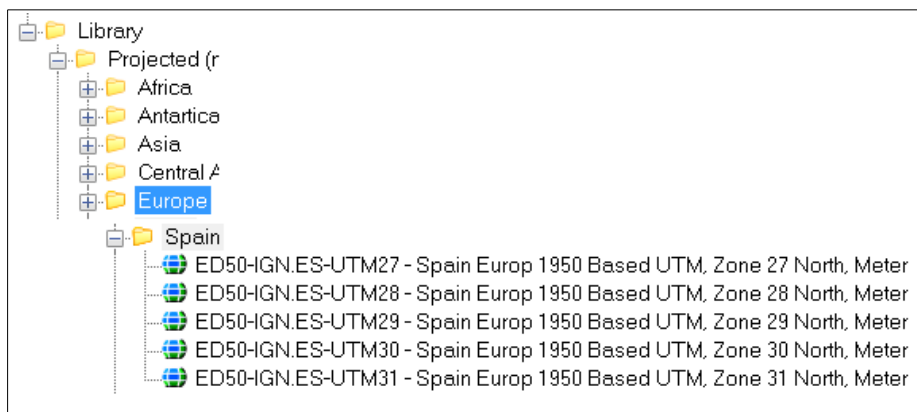 Library
Projected (r
Africa
Antartica
Asia
Central A
Europe
Spain
ED50-IGN.ES-UTM27 - Spain Europ 1950 Based UTM, Zone 27 North, Meter
ED50-IGN.ES-UTM28 - Spain Europ 1950 Based UTM, Zone 28 North, Meter
ED50-IGN.ES-UTM29 - Spain Europ 1950 Based UTM, Zone 29 North, Meter
ED50-IGN.ES-UTM30 - Spain Europ 1950 Based UTM, Zone 30 North, Meter
ED50-IGN.ES-UTM31 - Spain Europ 1950 Based UTM, Zone 31 North, Meter